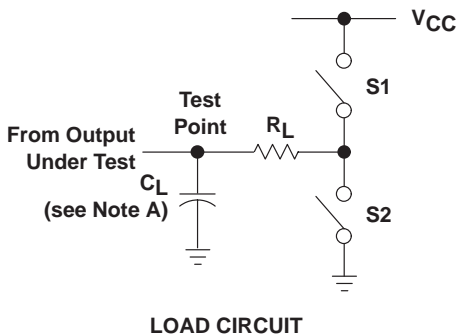 VCC
S1
Test
Point
RL
From Output
Under Test
CL
(see Note A)
S2
LOAD CIRCUIT